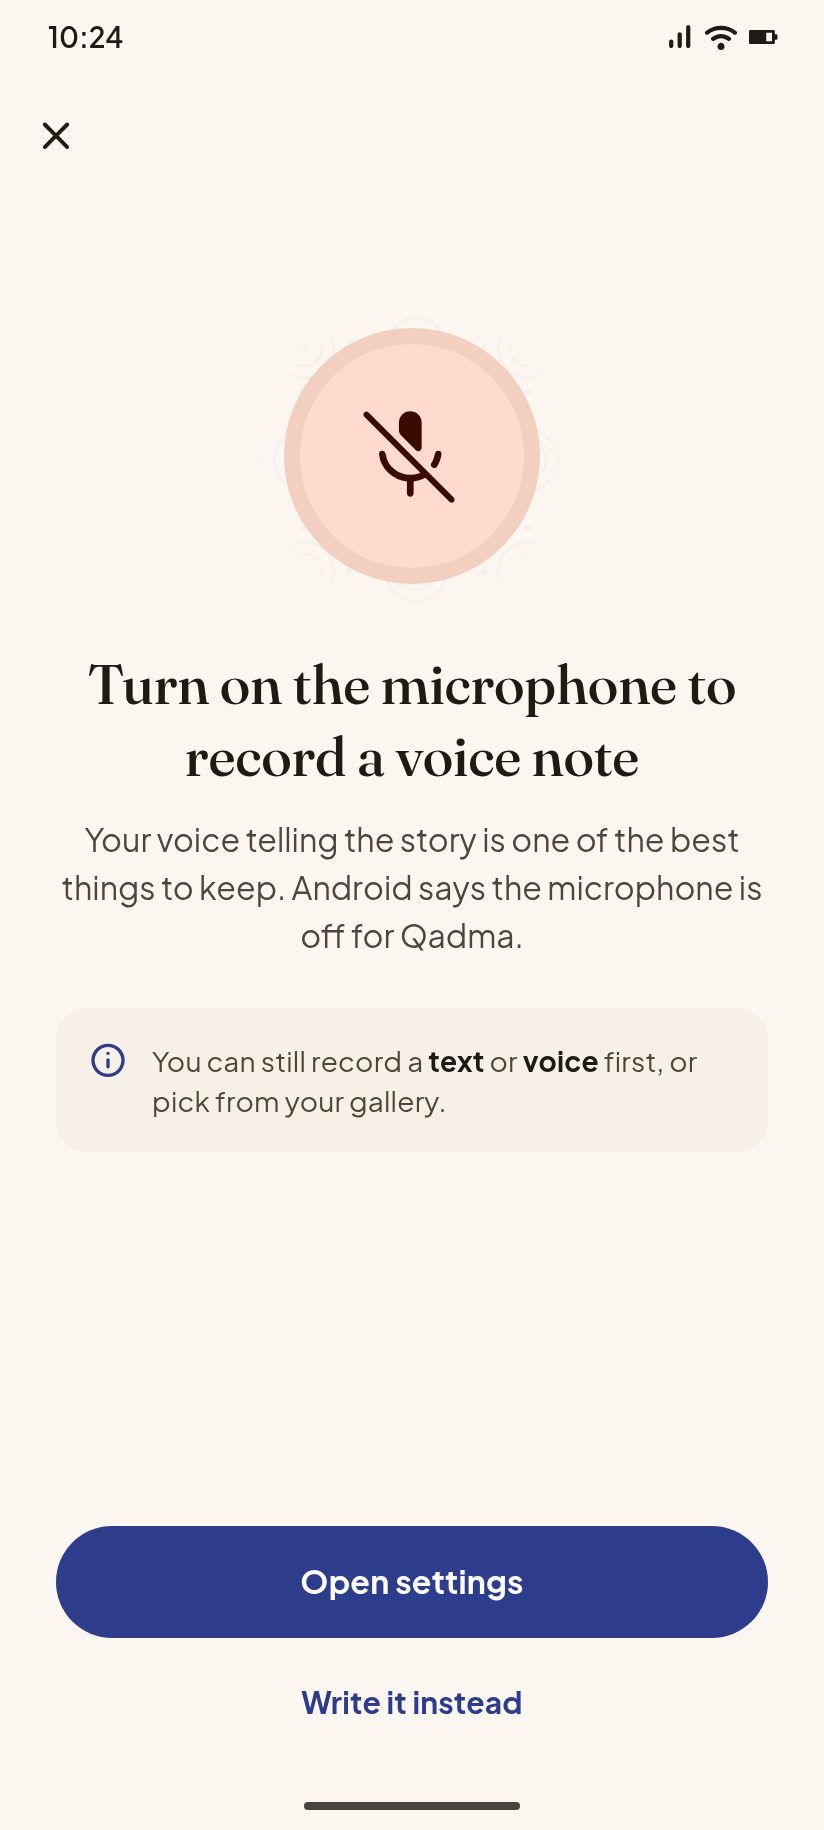 10:24
Turn on the microphone to
record a voice note
Your voice telling the story is one of the best
things to keep. Android says the microphone is
off for Qadma.
You can still record a text or voice first, or
pick from your gallery.
Open settings
Write it instead